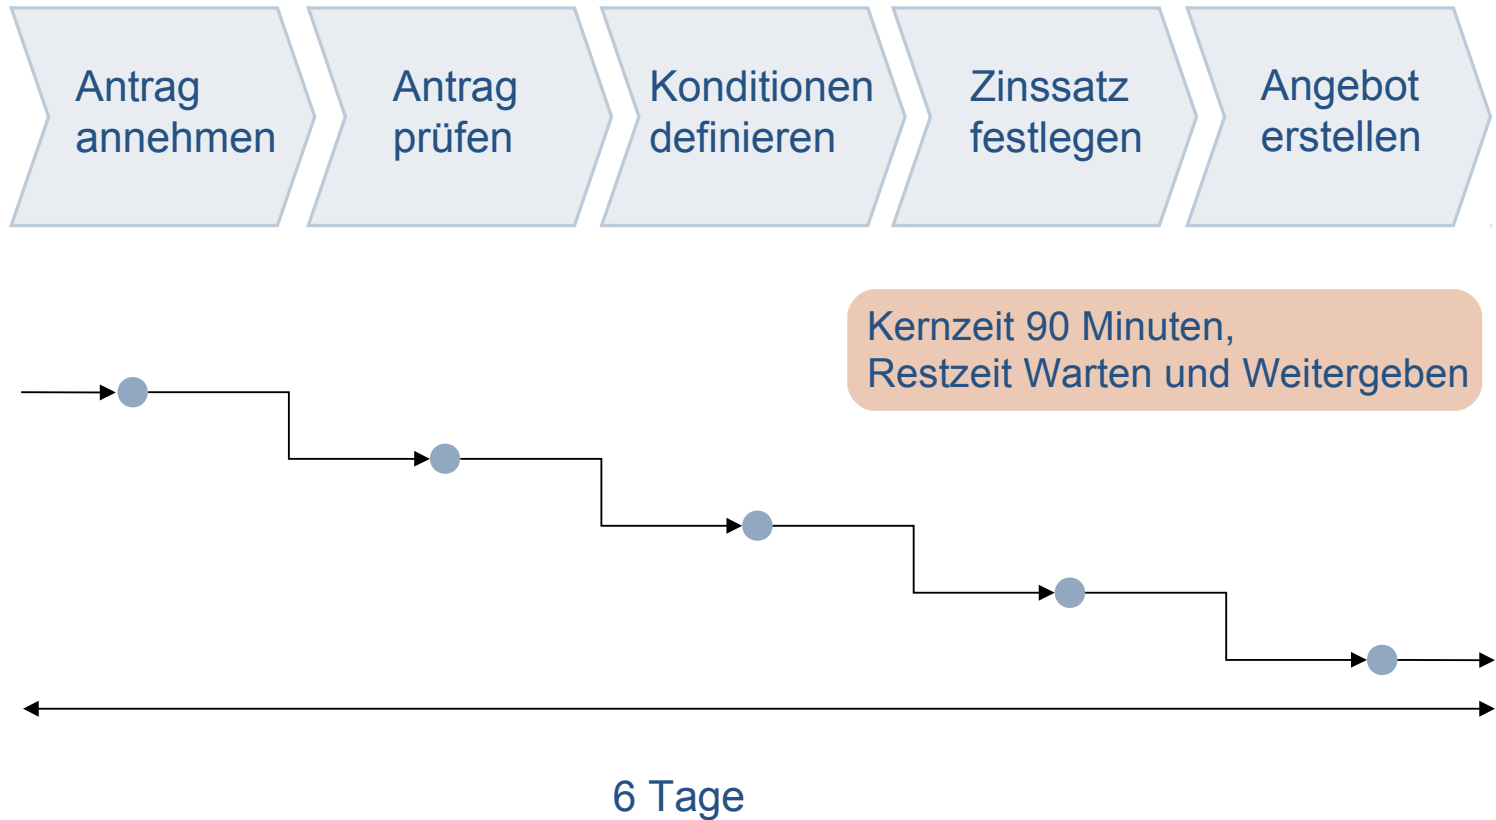 Antrag
annehmen
Antrag
prüfen
Konditionen
definieren
Zinssatz
festlegen
Angebot
erstellen
Kernzeit 90 Minuten,
Restzeit Warten und Weitergeben
6 Tage